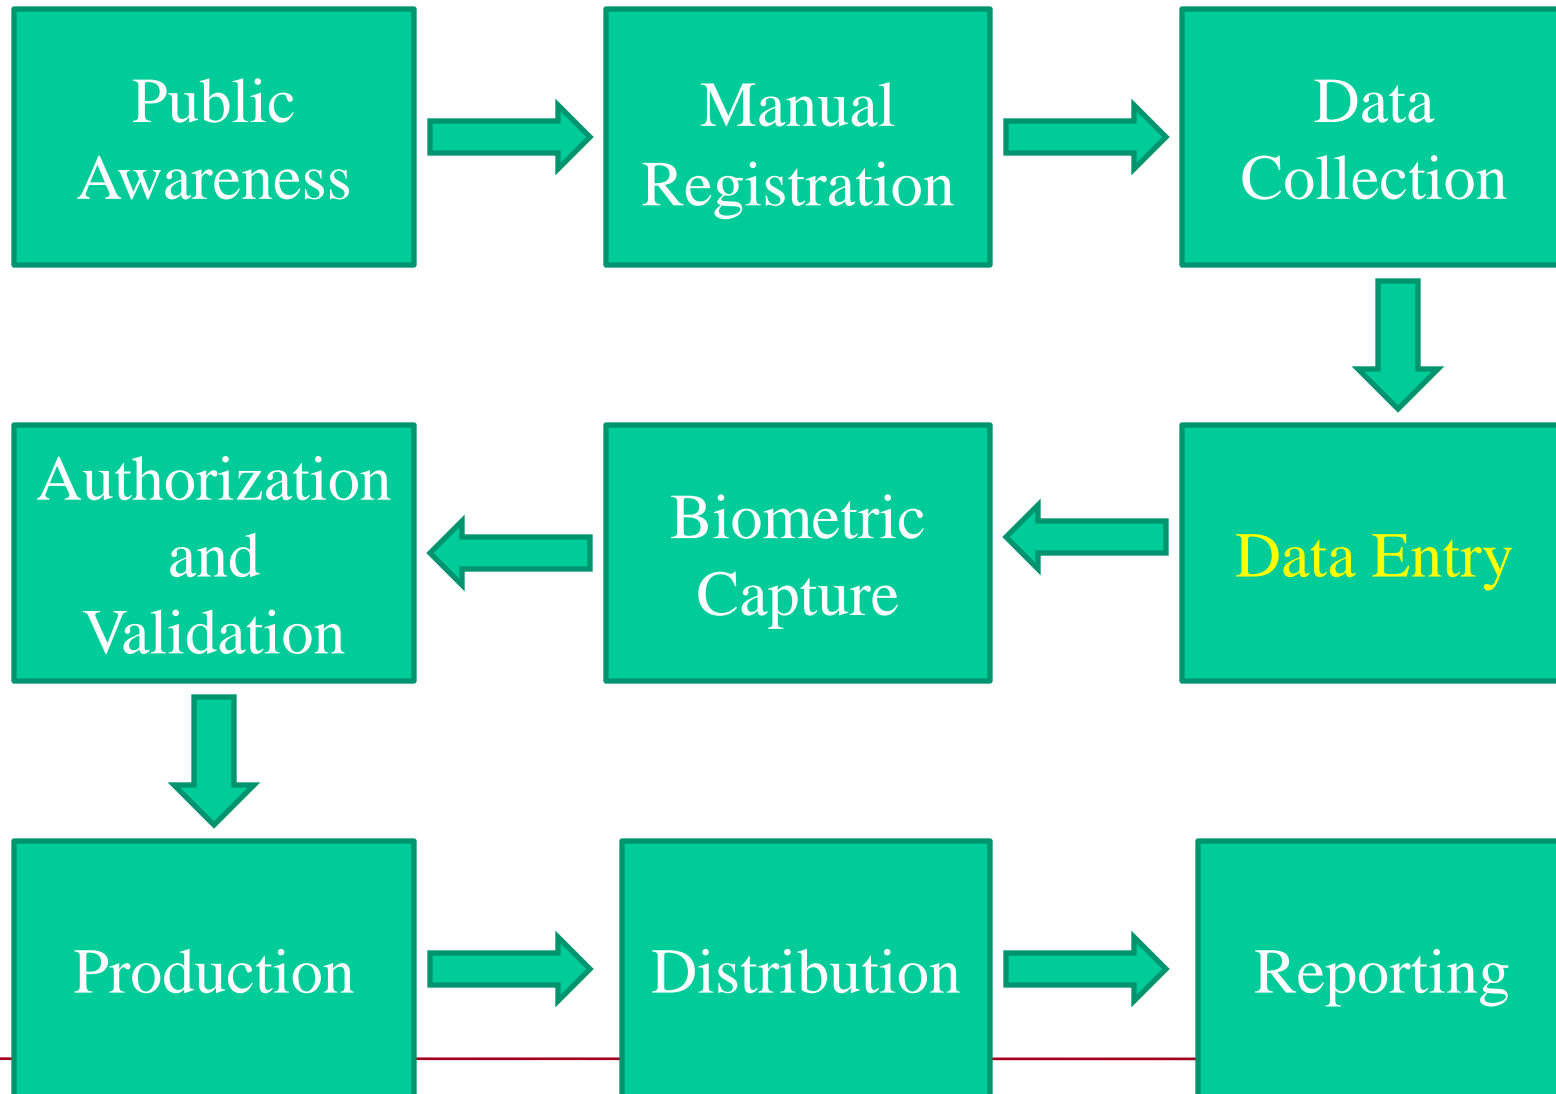 Public
Awareness
Manual
Registration
Data
Collection
Data Entry
Biometric
Capture
Authorization
and
Validation
Production
Distribution
Reporting